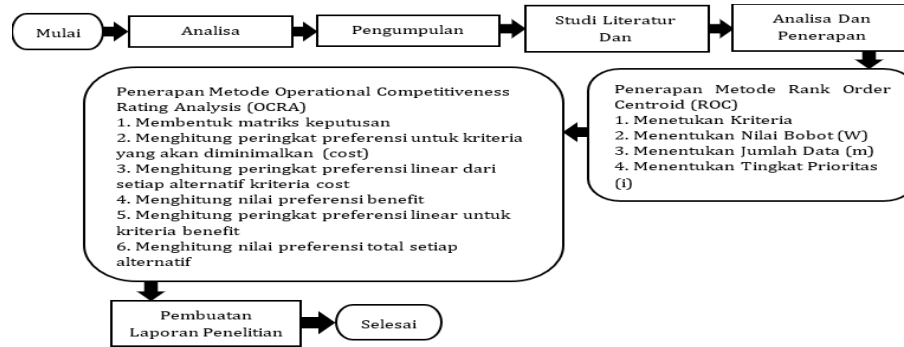 Mulai
Analisa
Pengumpulan
Studi Literatur
Dan
Analisa Dan
Penerapan
Penerapan Metode Rank Order
Centroid (ROC)
1. Menetukan Kriteria
2. Menentukan Nilai Bobot (W)
3. Menentukan Jumlah Data (m)
4. Menentukan Tingkat Prioritas
(i)
Penerapan Metode Operational Competitiveness
Rating Analysis (OCRA)
1. Membentuk matriks keputusan
2. Menghitung peringkat preferensi untuk kriteria
yang akan diminimalkan (cost)
3. Menghitung peringkat preferensi linear dari
setiap alternatif kriteria cost
4. Menghitung nilai preferensi benefit
5. Menghitung peringkat preferensi linear untuk
kriteria benefit
6. Menghitung nilai preferensi total setiap
alternatif
Pembuatan
Laporan Penelitian
Selesai